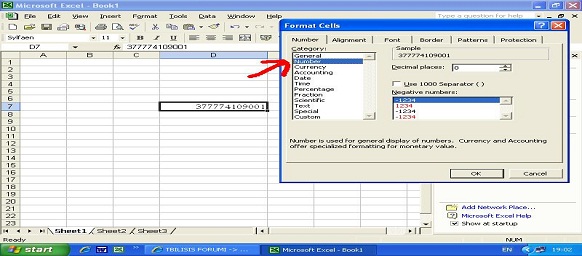 Microsoft Excel - Book1
File Edit View Insert Format Tools Data Window Help
Type a question for help
Sylfaen 11
D7 377774109001
A B C D
1
2
3
4
5
6
7 377774109001
8
9
10
11
12
13
14
15
16
17
18
19
20
21
22
23
Format Cells
Number Alignment Font Border Patterns Protection
Category:
General
Number
Currency
Accounting
Date
Time
Percentage
Fraction
Scientific
Text
Special
Custom
Sample
377774109001
Decimal places: 0
Use 1000 Separator ( )
Negative numbers:
-1234
1234
-1234
-1234
Number is used for general display of numbers. Currency and Accounting
offer specialized formatting for monetary value.
OK Cancel
Add Network Place...
Microsoft Excel Help
Show at startup
Sheet1 Sheet2 Sheet3
Ready NUM
start TBILISIS FORUMI -> ... Microsoft Excel - Book1 EN 19:02